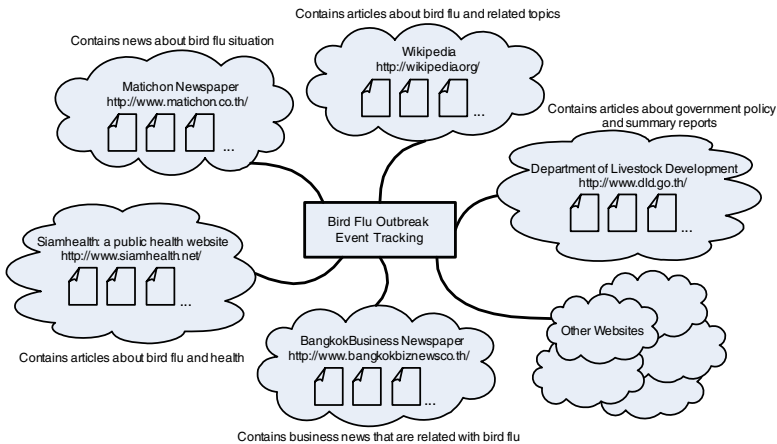 Contains articles about bird flu and related topics
Wikipedia
http://wikipedia.org/
...
Contains news about bird flu situation
Matichon Newspaper
http://www.matichon.co.th/
...
Contains articles about government policy
and summary reports
Department of Livestock Development
http://www.dld.go.th/
...
Bird Flu Outbreak
Event Tracking
Siamhealth: a public health website
http://www.siamhealth.net/
...
Contains articles about bird flu and health
BangkokBusiness Newspaper
http://www.bangkokbiznewsco.th/
...
Contains business news that are related with bird flu
Other Websites